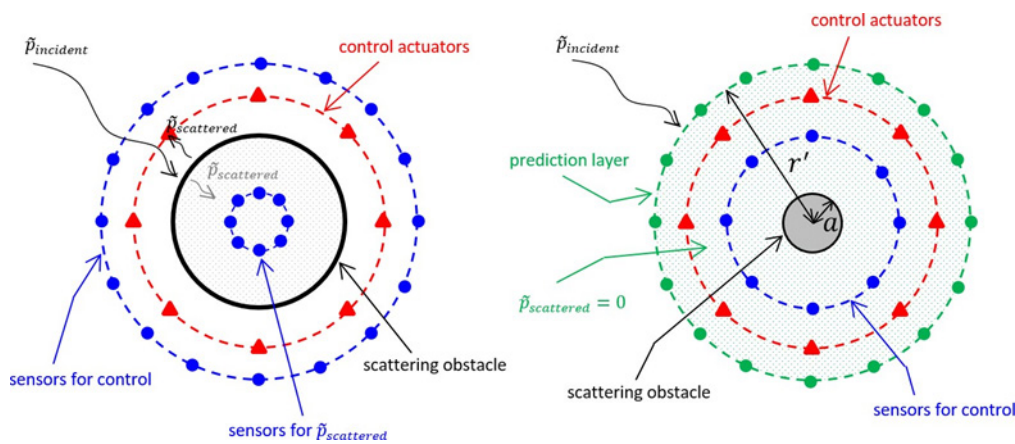 p̃incident
control actuators
p̃scattered
p̃scattered
sensors for control
scattering obstacle
sensors for p̃scattered
p̃incident
control actuators
prediction layer
r'
a
p̃scattered = 0
scattering obstacle
sensors for control